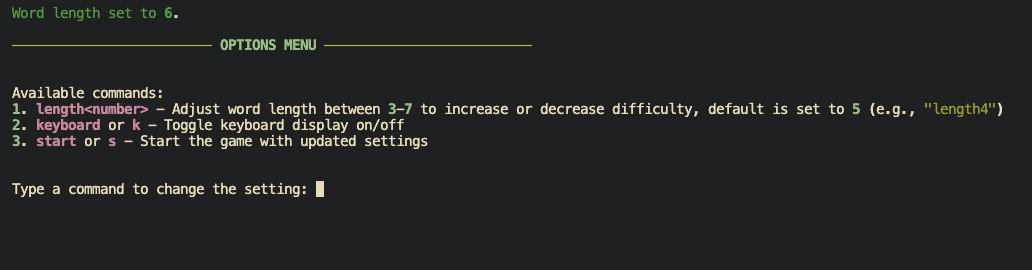 Word length set to 6.
OPTIONS MENU
Available commands:
1. length<number> – Adjust word length between 3–7 to increase or decrease difficulty, default is set to 5 (e.g., "length4")
2. keyboard or k – Toggle keyboard display on/off
3. start or s – Start the game with updated settings
Type a command to change the setting: